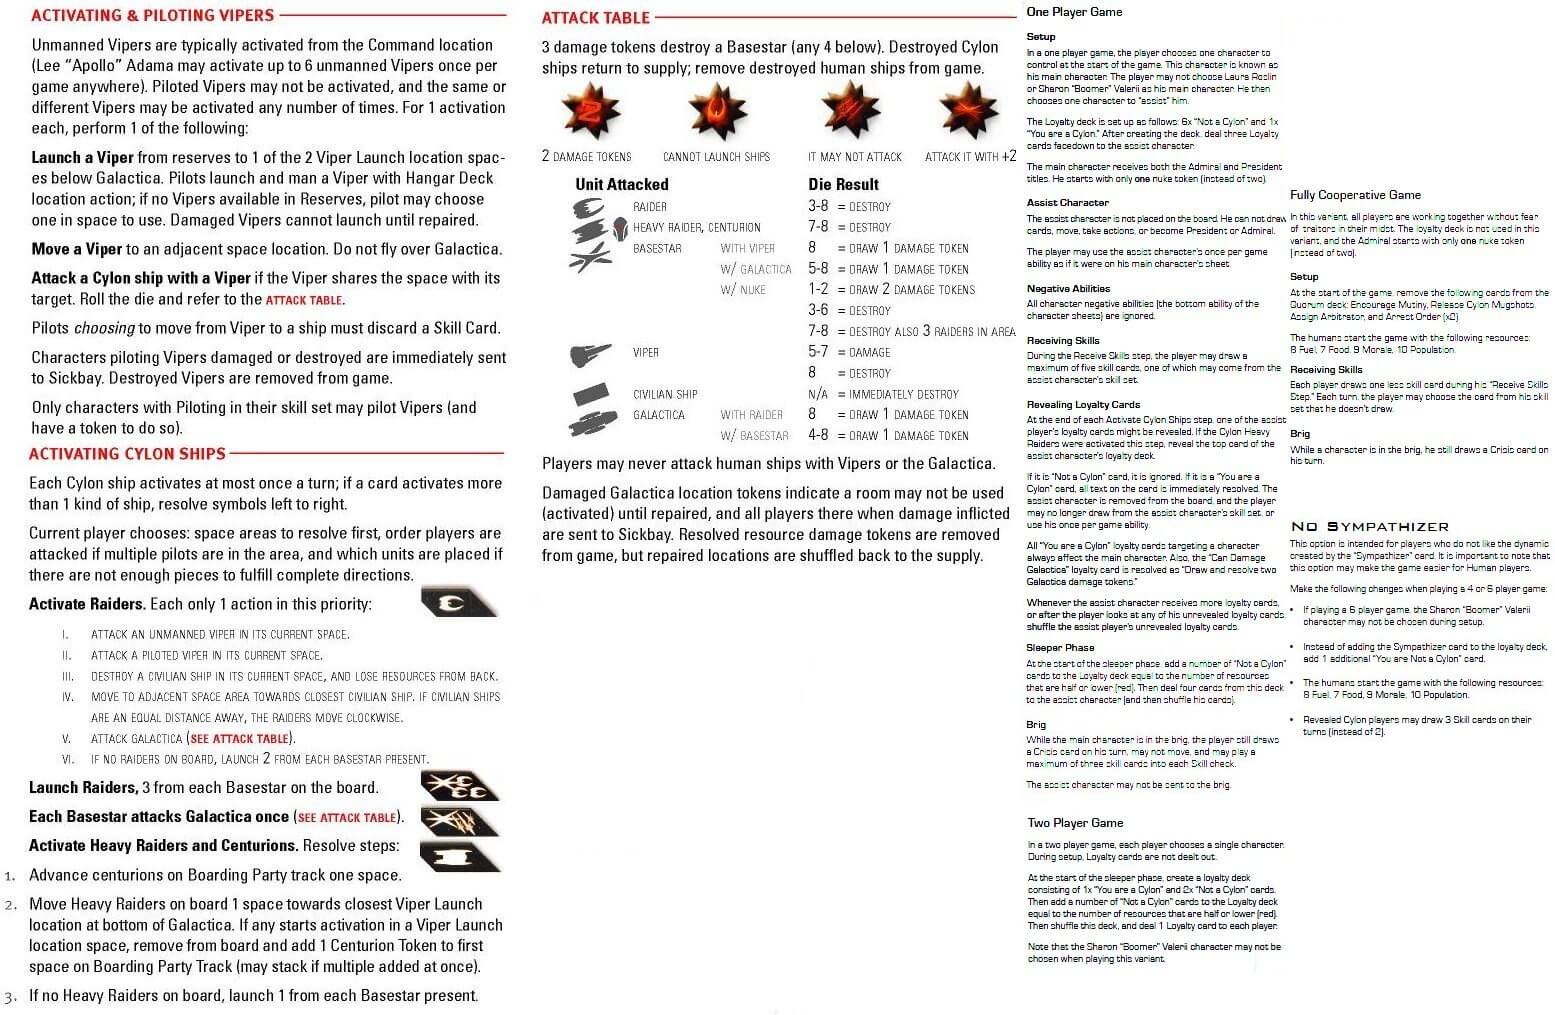 ACTIVATING & PILOTING VIPERS
Unmanned Vipers are typically activated from the Command location
(Lee “Apollo” Adama may activate up to 6 unmanned Vipers once per
game anywhere). Piloted Vipers may not be activated, and the same or
different Vipers may be activated any number of times. For 1 activation
each, perform 1 of the following:
Launch a Viper from reserves to 1 of the 2 Viper Launch location spac-
es below Galactica. Pilots launch and man a Viper with Hangar Deck
location action; if no Vipers available in Reserves, pilot may choose
one in space to use. Damaged Vipers cannot launch until repaired.
Move a Viper to an adjacent space location. Do not fly over Galactica.
Attack a Cylon ship with a Viper if the Viper shares the space with its
target. Roll the die and refer to the ATTACK TABLE.
Pilots choosing to move from Viper to a ship must discard a Skill Card.
Characters piloting Vipers damaged or destroyed are immediately sent
to Sickbay. Destroyed Vipers are removed from game.
Only characters with Piloting in their skill set may pilot Vipers (and
have a token to do so).
ACTIVATING CYLON SHIPS
Each Cylon ship activates at most once a turn; if a card activates more
than 1 kind of ship, resolve symbols left to right.
Current player chooses: space areas to resolve first, order players are
attacked if multiple pilots are in the area, and which units are placed if
there are not enough pieces to fulfill complete directions.
Activate Raiders. Each only 1 action in this priority:
I. ATTACK AN UNMANNED VIPER IN ITS CURRENT SPACE.
II. ATTACK A PILOTED VIPER IN ITS CURRENT SPACE.
III. DESTROY A CIVILIAN SHIP IN ITS CURRENT SPACE, AND LOSE RESOURCES FROM BACK.
IV. MOVE TO ADJACENT SPACE AREA TOWARDS CLOSEST CIVILIAN SHIP. IF CIVILIAN SHIPS
ARE AN EQUAL DISTANCE AWAY, THE RAIDERS MOVE CLOCKWISE.
V. ATTACK GALACTICA (SEE ATTACK TABLE).
VI. IF NO RAIDERS ON BOARD, LAUNCH 2 FROM EACH BASESTAR PRESENT.
Launch Raiders, 3 from each Basestar on the board.
Each Basestar attacks Galactica once (SEE ATTACK TABLE).
Activate Heavy Raiders and Centurions. Resolve steps:
1. Advance centurions on Boarding Party track one space.
2. Move Heavy Raiders on board 1 space towards closest Viper Launch
location at bottom of Galactica. If any starts activation in a Viper Launch
location space, remove from board and add 1 Centurion Token to first
space on Boarding Party Track (may stack if multiple added at once).
3. If no Heavy Raiders on board, launch 1 from each Basestar present.
ATTACK TABLE
3 damage tokens destroy a Basestar (any 4 below). Destroyed Cylon
ships return to supply; remove destroyed human ships from game.
2
2 DAMAGE TOKENS CANNOT LAUNCH SHIPS IT MAY NOT ATTACK ATTACK IT WITH +2
Unit Attacked Die Result
RAIDER 3-8 = DESTROY
HEAVY RAIDER, CENTURION 7-8 = DESTROY
BASESTAR WITH VIPER 8 = DRAW 1 DAMAGE TOKEN
W/ GALACTICA 5-8 = DRAW 1 DAMAGE TOKEN
W/ NUKE 1-2 = DRAW 2 DAMAGE TOKENS
3-6 = DESTROY
7-8 = DESTROY ALSO 3 RAIDERS IN AREA
VIPER 5-7 = DAMAGE
8 = DESTROY
CIVILIAN SHIP N/A = IMMEDIATELY DESTROY
GALACTICA WITH RAIDER 8 = DRAW 1 DAMAGE TOKEN
W/ BASESTAR 4-8 = DRAW 1 DAMAGE TOKEN
Players may never attack human ships with Vipers or the Galactica.
Damaged Galactica location tokens indicate a room may not be used
(activated) until repaired, and all players there when damage inflicted
are sent to Sickbay. Resolved resource damage tokens are removed
from game, but repaired locations are shuffled back to the supply.
One Player Game
Setup
In a one player game, the player chooses one character to
control at the start of the game. This character is known as
his main character. The player may not choose Laura Roslin
or Sharon “Boomer” Valerii as his main character. He then
chooses one character to “assist” him.
The Loyalty deck is set up as follows: 6x “Not a Cylon” and 1x
“You are a Cylon.” After creating the deck, deal three Loyalty
cards facedown to the assist character.
The main character receives both the Admiral and President
titles. He starts with only one nuke token (instead of two).
Assist Character
The assist character is not placed on the board. He can not draw
cards, move, take actions, or become President or Admiral.
The player may use the assist character's once per game
ability as if it were on his main character's sheet.
Negative Abilities
All character negative abilities (the bottom ability of the
character sheets) are ignored.
Receiving Skills
During the Receive Skills step, the player may draw a
maximum of five skill cards, one of which may come from the
assist character's skill set.
Revealing Loyalty Cards
At the end of each Activate Cylon Ships step, one of the assist
player's loyalty cards might be revealed. If the Cylon Heavy
Raiders were activated this step, reveal the top card of the
assist character's loyalty deck.
If it is “Not a Cylon” card, it is ignored. If it is a “You are a
Cylon” card, all text on the card is immediately resolved. The
assist character is removed from the board, and the player
may no longer draw from the assist character's skill set, or
use his once per game ability.
All “You are a Cylon” loyalty cards targeting a character
always affect the main character. Also, the “Can Damage
Galactica” loyalty card is resolved as “Draw and resolve two
Galactica damage tokens.”
Whenever the assist character receives more loyalty cards,
or after the player looks at any of his unrevealed loyalty cards,
shuffle the assist player's unrevealed loyalty cards.
Sleeper Phase
At the start of the sleeper phase, add a number of “Not a Cylon”
cards to the Loyalty deck equal to the number of resources
that are half or lower (red). Then deal four cards from this deck
to the assist character (and then shuffle his cards).
Brig
While the main character is in the brig, the player still draws
a Crisis card on his turn, may not move, and may play a
maximum of three skill cards into each Skill check.
The assist character may not be sent to the brig.
Two Player Game
In a two player game, each player chooses a single character.
During setup, Loyalty cards are not dealt out.
At the start of the sleeper phase, create a loyalty deck
consisting of 1x “You are a Cylon” and 2x “Not a Cylon” cards.
Then add a number of “Not a Cylon” cards to the Loyalty deck
equal to the number of resources that are half or lower (red).
Then shuffle this deck, and deal 1 Loyalty card to each player.
Note that the Sharon “Boomer” Valerii character may not be
chosen when playing this variant.
Fully Cooperative Game
In this variant, all players are working together without fear
of traitors in their midst. The loyalty deck is not used in this
variant, and the Admiral starts with only one nuke token
(instead of two).
Setup
At the start of the game, remove the following cards from the
Quorum deck: Encourage Mutiny, Release Cylon Mugshots,
Assign Arbitrator, and Arrest Order (x2)
The humans start the game with the following resources:
8 Fuel, 7 Food, 9 Morale, 10 Population.
Receiving Skills
Each player draws one less skill card during his “Receive Skills
Step.” Each turn, the player may choose the card from his skill
set that he doesn't draw.
Brig
While a character is in the brig, he still draws a Crisis card on
his turn.
NO SYMPATHIZER
This option is intended for players who do not like the dynamic
created by the “Sympathizer” card. It is important to note that
this option may make the game easier for Human players.
Make the following changes when playing a 4 or 6 player game:
• If playing a 6 player game, the Sharon “Boomer” Valerii
character may not be chosen during setup.
• Instead of adding the Sympathizer card to the loyalty deck,
add 1 additional “You are Not a Cylon” card.
• The humans start the game with the following resources:
8 Fuel, 7 Food, 9 Morale, 10 Population.
• Revealed Cylon players may draw 3 Skill cards on their
turns (instead of 2).